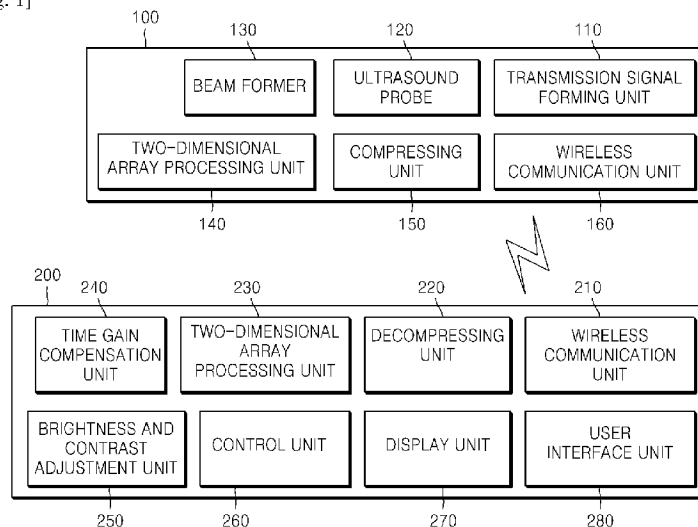 g. 1]
100
130
120
110
BEAM FORMER
ULTRASOUND
PROBE
TRANSMISSION SIGNAL
FORMING UNIT
TWO-DIMENSIONAL
ARRAY PROCESSING UNIT
COMPRESSING
UNIT
WIRELESS
COMMUNICATION UNIT
140
150
160
200
240
230
220
210
TIME GAIN
COMPENSATION
UNIT
TWO-DIMENSIONAL
ARRAY
PROCESSING UNIT
DECOMPRESSING
UNIT
WIRELESS
COMMUNICATION
UNIT
BRIGHTNESS AND
CONTRAST
ADJUSTMENT UNIT
CONTROL UNIT
DISPLAY UNIT
USER
INTERFACE UNIT
250
260
270
280